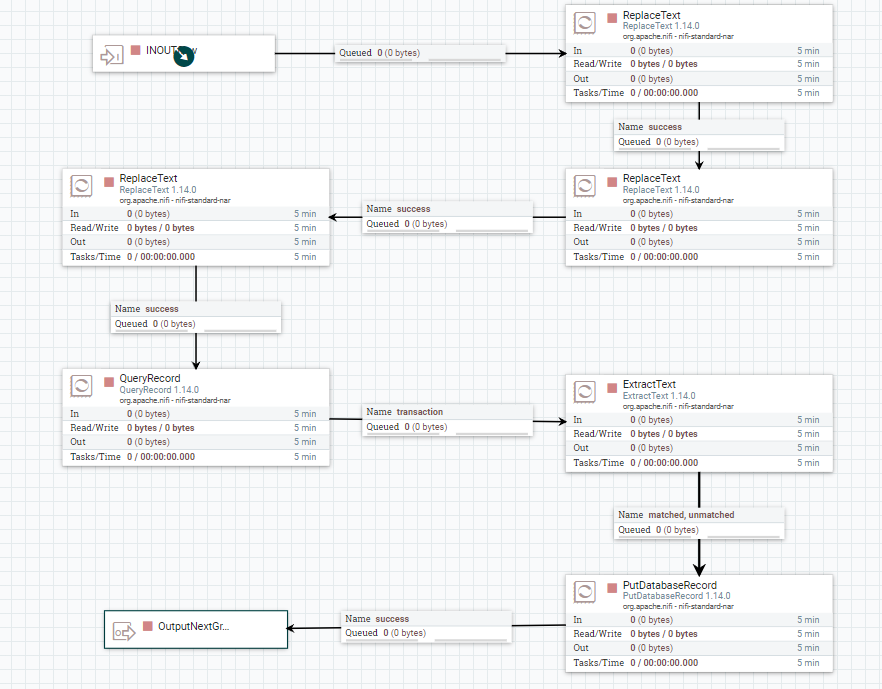 INOUT
Queued 0 (0 bytes)
ReplaceText
ReplaceText 1.14.0
org.apache.nifi - nifi-standard-nar
In 0 (0 bytes) 5 min
Read/Write 0 bytes / 0 bytes 5 min
Out 0 (0 bytes) 5 min
Tasks/Time 0 / 00:00:00.000 5 min
Name success
Queued 0 (0 bytes)
ReplaceText
ReplaceText 1.14.0
org.apache.nifi - nifi-standard-nar
In 0 (0 bytes) 5 min
Read/Write 0 bytes / 0 bytes 5 min
Out 0 (0 bytes) 5 min
Tasks/Time 0 / 00:00:00.000 5 min
Name success
Queued 0 (0 bytes)
ReplaceText
ReplaceText 1.14.0
org.apache.nifi - nifi-standard-nar
In 0 (0 bytes) 5 min
Read/Write 0 bytes / 0 bytes 5 min
Out 0 (0 bytes) 5 min
Tasks/Time 0 / 00:00:00.000 5 min
Name success
Queued 0 (0 bytes)
QueryRecord
QueryRecord 1.14.0
org.apache.nifi - nifi-standard-nar
In 0 (0 bytes) 5 min
Read/Write 0 bytes / 0 bytes 5 min
Out 0 (0 bytes) 5 min
Tasks/Time 0 / 00:00:00.000 5 min
Name transaction
Queued 0 (0 bytes)
ExtractText
ExtractText 1.14.0
org.apache.nifi - nifi-standard-nar
In 0 (0 bytes) 5 min
Read/Write 0 bytes / 0 bytes 5 min
Out 0 (0 bytes) 5 min
Tasks/Time 0 / 00:00:00.000 5 min
Name matched, unmatched
Queued 0 (0 bytes)
PutDatabaseRecord
PutDatabaseRecord 1.14.0
org.apache.nifi - nifi-standard-nar
In 0 (0 bytes) 5 min
Read/Write 0 bytes / 0 bytes 5 min
Out 0 (0 bytes) 5 min
Tasks/Time 0 / 00:00:00.000 5 min
Name success
Queued 0 (0 bytes)
OutputNextGr...